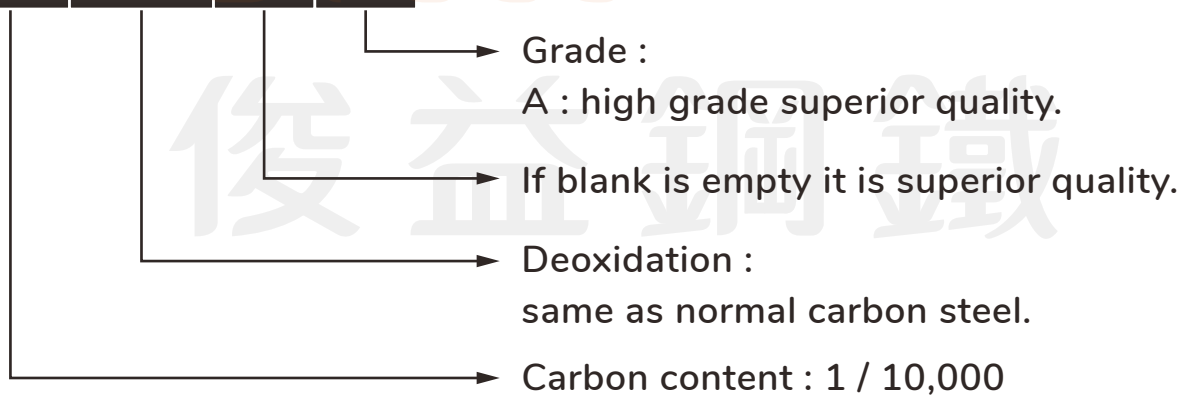 Grade :
A : high grade superior quality.
If blank is empty it is superior quality.
Deoxidation :
same as normal carbon steel.
Carbon content : 1 / 10,000
俊益鋼鐵